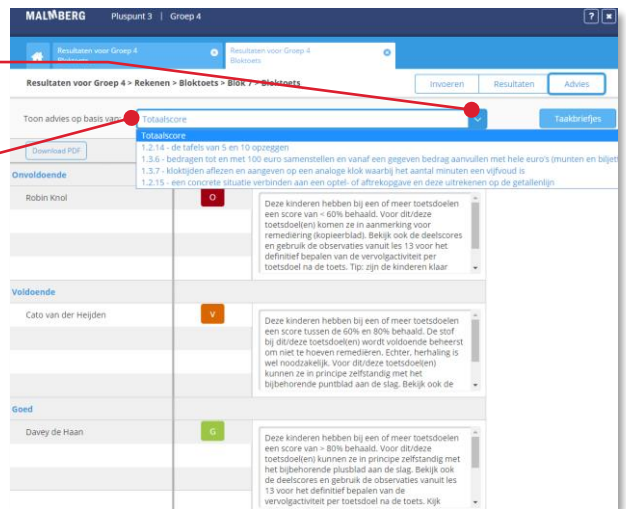 MALMBERG Pluspunt 3 | Groep 4
Resultaten voor Groep 4
Bloktoets
Resultaten voor Groep 4
Bloktoets
Resultaten voor Groep 4 > Rekenen > Bloktoets > Blok 7 > Bloktoets
Invoeren Resultaten Advies
Toon advies op basis van: Totaalscore
Taakbriefjes
Totaalscore
1.2.14 - de tafels van 5 en 10 opzeggen
1.3.6 - bedragen tot en met 100 euro samenstellen en vanaf een gegeven bedrag aanvullen met hele euro's (munten en biljet
1.3.7 - kloktijden aflezen en aangeven op een analoge klok waarbij het aantal minuten een vijfvoud is
1.2.15 - een concrete situatie verbinden aan een optel- of aftrekopgave en deze uitrekenen op de getallenlijn
Download PDF
Onvoldoende
Robin Knol
O
Deze kinderen hebben bij een of meer toetsdoelen
een score van < 60% behaald. Voor dit/deze
toetsdoel(en) komen ze in aanmerking voor
remediëring (kopieerblad). Bekijk ook de deelscores
en gebruik de observaties vanuit les 13 voor het
definitief bepalen van de vervolgactiviteit per
toetsdoel na de toets. Tip: zijn de kinderen klaar
Voldoende
Cato van der Heijden
V
Deze kinderen hebben bij een of meer toetsdoelen
een score tussen de 60% en 80% behaald. De stof
bij dit/deze toetsdoel(en) wordt voldoende beheerst
om niet te hoeven remediëren. Echter, herhaling is
wel noodzakelijk. Voor dit/deze toetsdoel(en)
kunnen ze in principe zelfstandig met het
bijbehorende puntblad aan de slag. Bekijk ook de
Goed
Davey de Haan
G
Deze kinderen hebben bij een of meer toetsdoelen
een score van > 80% behaald. Voor dit/deze
toetsdoel(en) kunnen ze in principe zelfstandig met
het bijbehorende plusblad aan de slag. Bekijk ook
de deelscores en gebruik de observaties vanuit les
13 voor het definitief bepalen van de
vervolgactiviteit per toetsdoel na de toets. Kijk